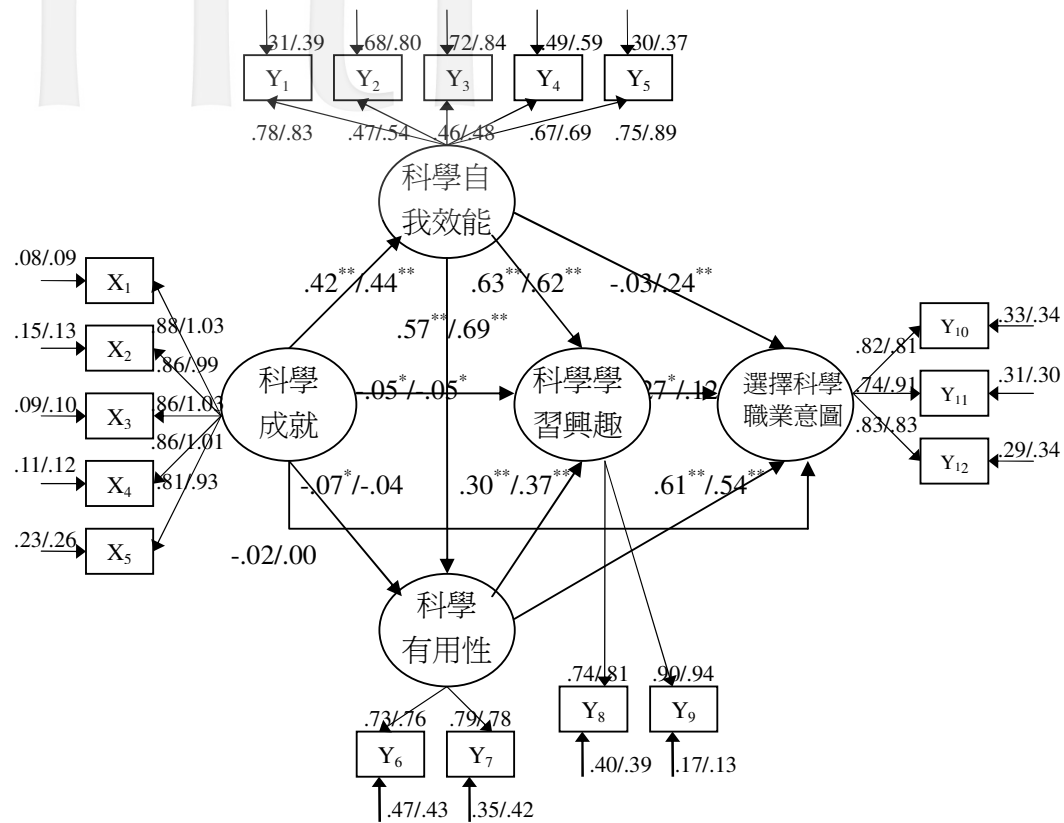 .31/.39 .68/.80 .72/.84 .49/.59 .30/.37
Y1 Y2 Y3 Y4 Y5
.78/.83 .47/.54 .46/.48 .67/.69 .75/.89
科學自
我效能
.08/.09
X1
.42**/.44** .63**/.62** -.03/.24**
.15/.13
X2
.88/1.03
.57**/.69**
Y10
.33/.34
.86/.99
.82/.81
.09/.10
X3
.86/1.03
科學
成就
-.05*/-.05*
科學學
習興趣
.27*/.12
選擇科學
職業意圖
.74/.91
Y11
.31/.30
.86/1.01
.83/.83
.11/.12
X4
.81/.93
Y12
.29/.34
-.07*/-.04 .30**/.37** .61**/.54**
.23/.26
X5
-.02/.00
科學
有用性
.74/.81 .90/.94
Y8 Y9
.73/.76 .79/.78
Y6 Y7
.40/.39 .17/.13
.47/.43 .35/.42